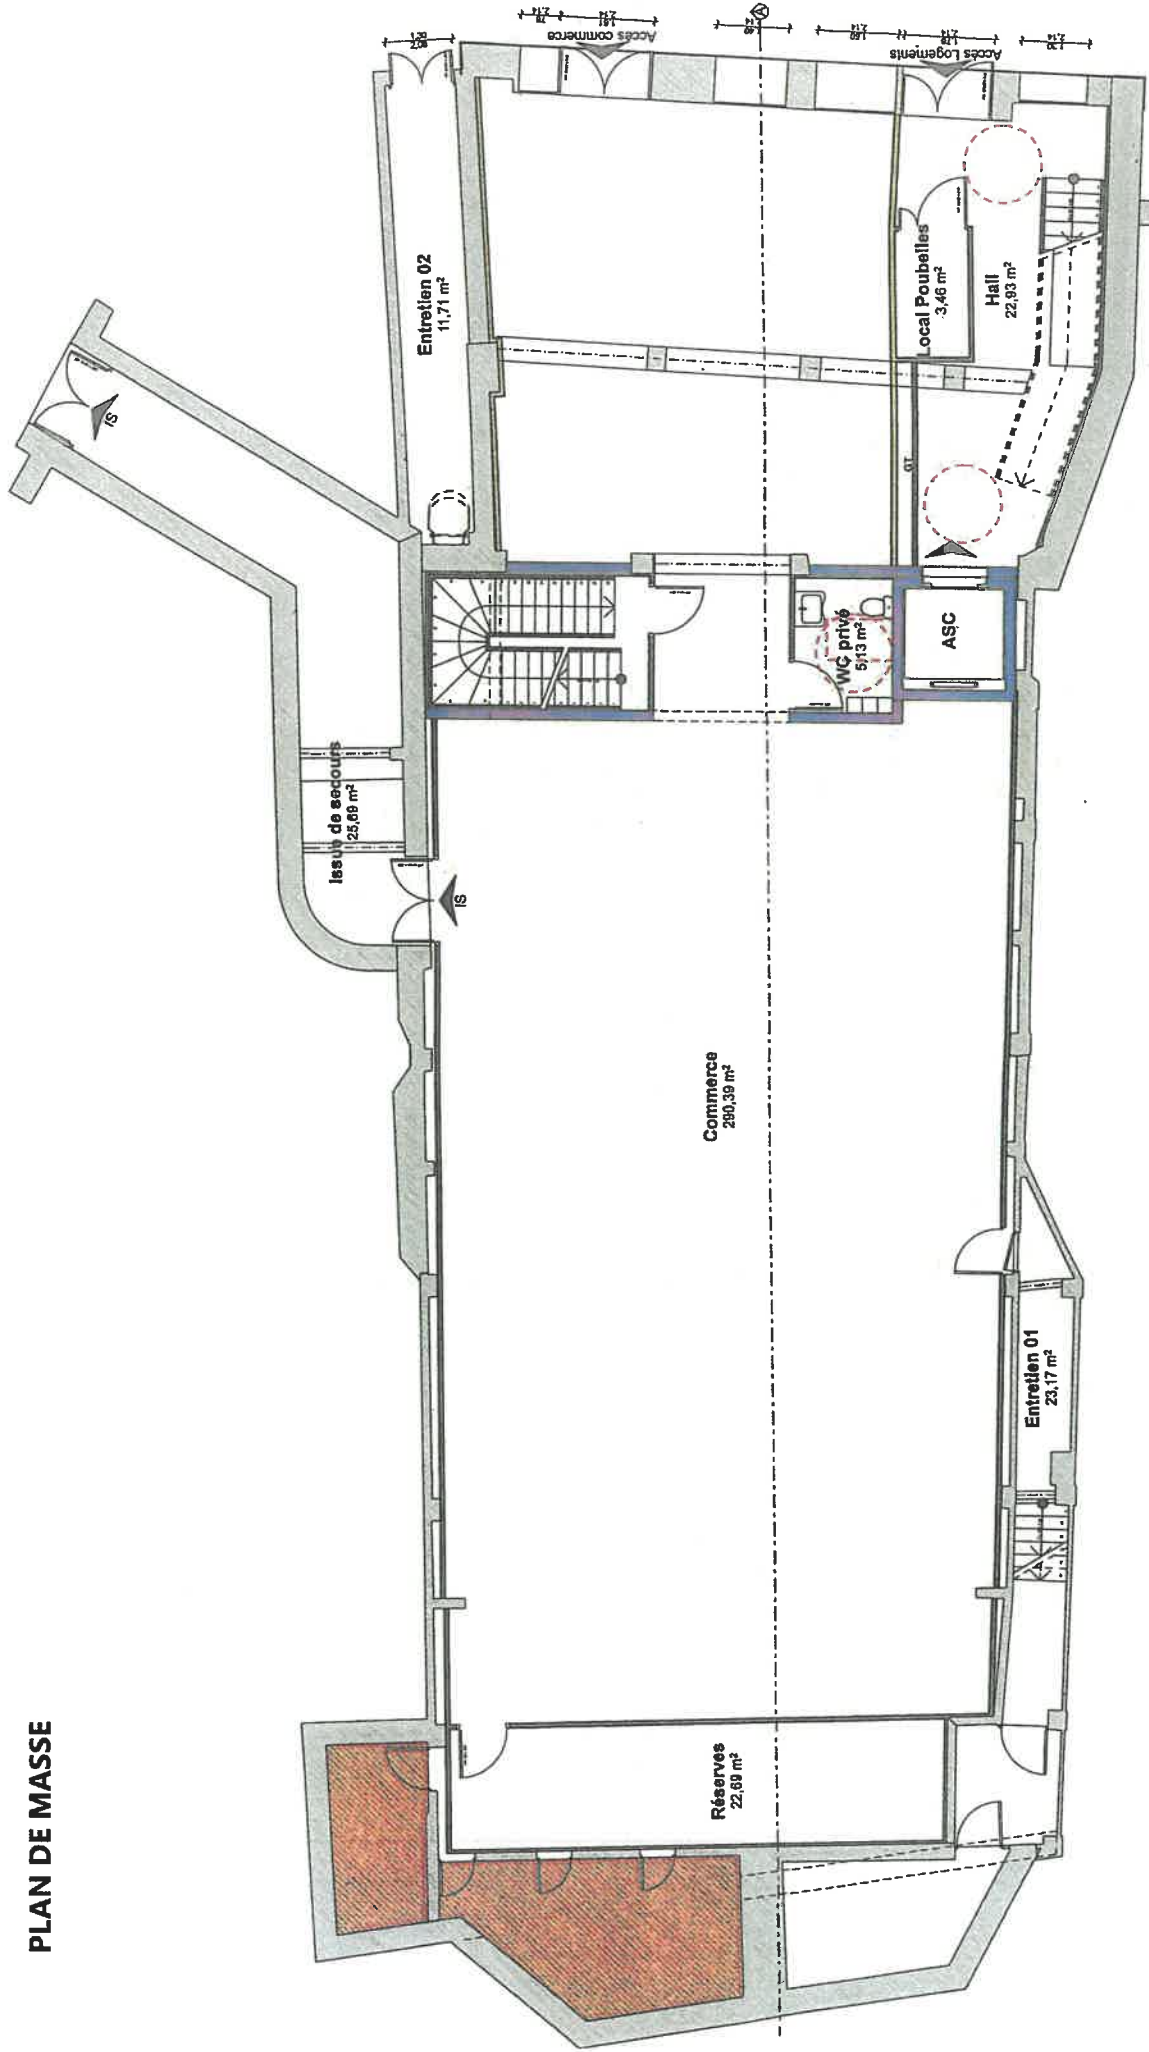 PLAN DE MASSE
Réserves
22,69 m²
Entretien 01
23,17 m²
Commerce
290,39 m²
IS
Issue de secours
25,69 m²
WC privé
5,13 m²
ASC
IS
Entretien 02
11,71 m²
Local Poubelles
3,46 m²
Hall
22,93 m²
Accès commerce
Accès Logements
A